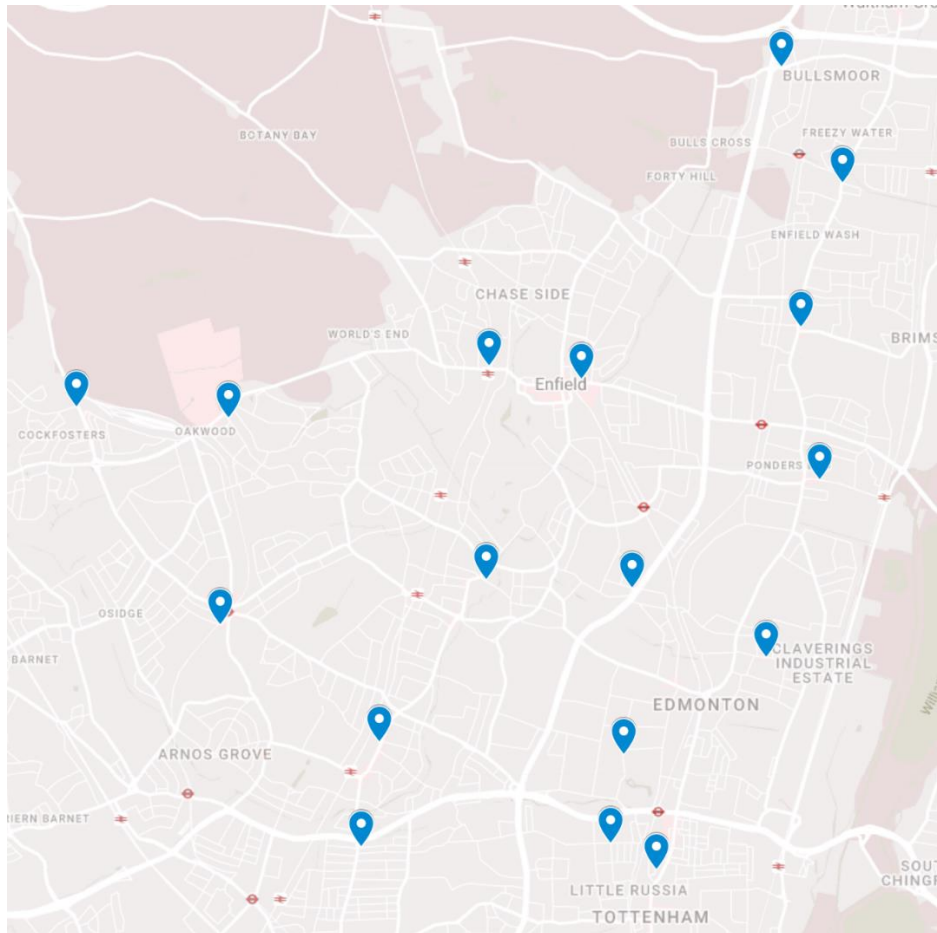 BULLSMOOR
BOTANY BAY
FREEZY WATER
BULLS CROSS
FORTY HILL
ENFIELD WASH
CHASE SIDE
WORLD'S END
Enfield
OAKWOOD
COCKFOSTERS
PONDERS
OSIDGE
BARNET
CLAVERINGS
INDUSTRIAL
ESTATE
EDMONTON
ARNOS GROVE
BARNET
LITTLE RUSSIA
TOTTENHAM